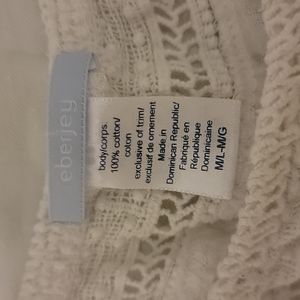 eberjey
body/corps:
100% cotton/
coton
exclusive of trim/
exclusif de ornement
Made in
Dominican Republic/
Fabriqué en
République
Dominicaine
M/L-M/G